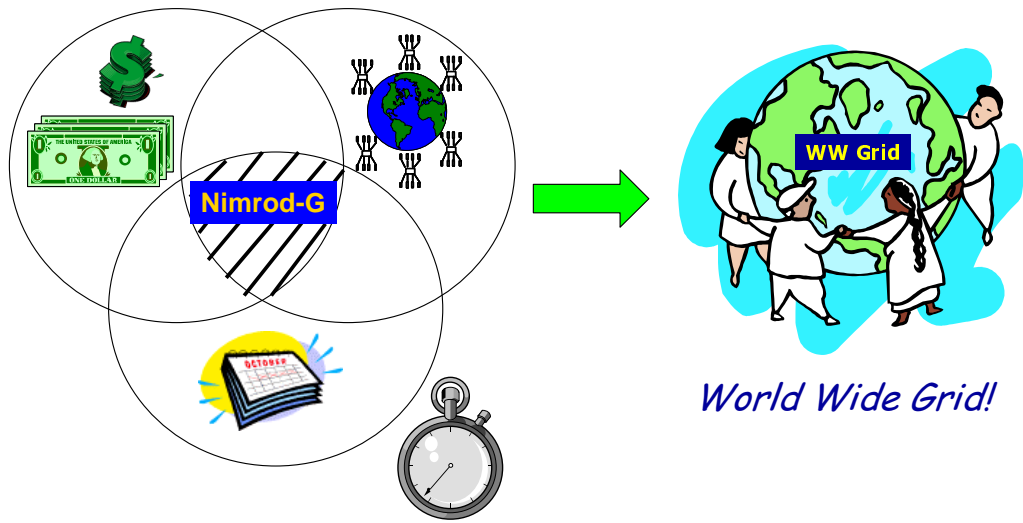 THE UNITED STATES OF AMERICA
ONE DOLLAR
Nimrod-G
OCTOBER
WW Grid
World Wide Grid!